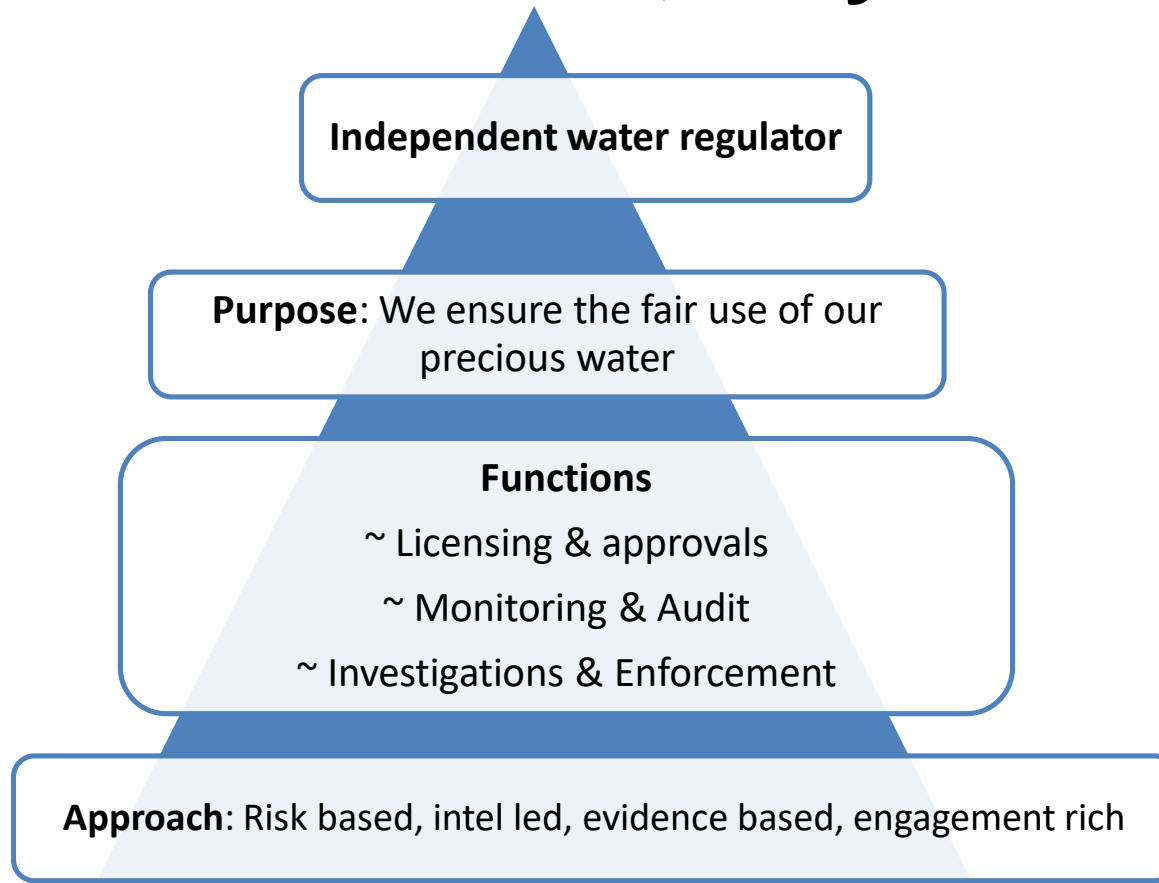 Independent water regulator
Purpose: We ensure the fair use of our
precious water
Functions
~ Licensing & approvals
~ Monitoring & Audit
~ Investigations & Enforcement
Approach: Risk based, intel led, evidence based, engagement rich